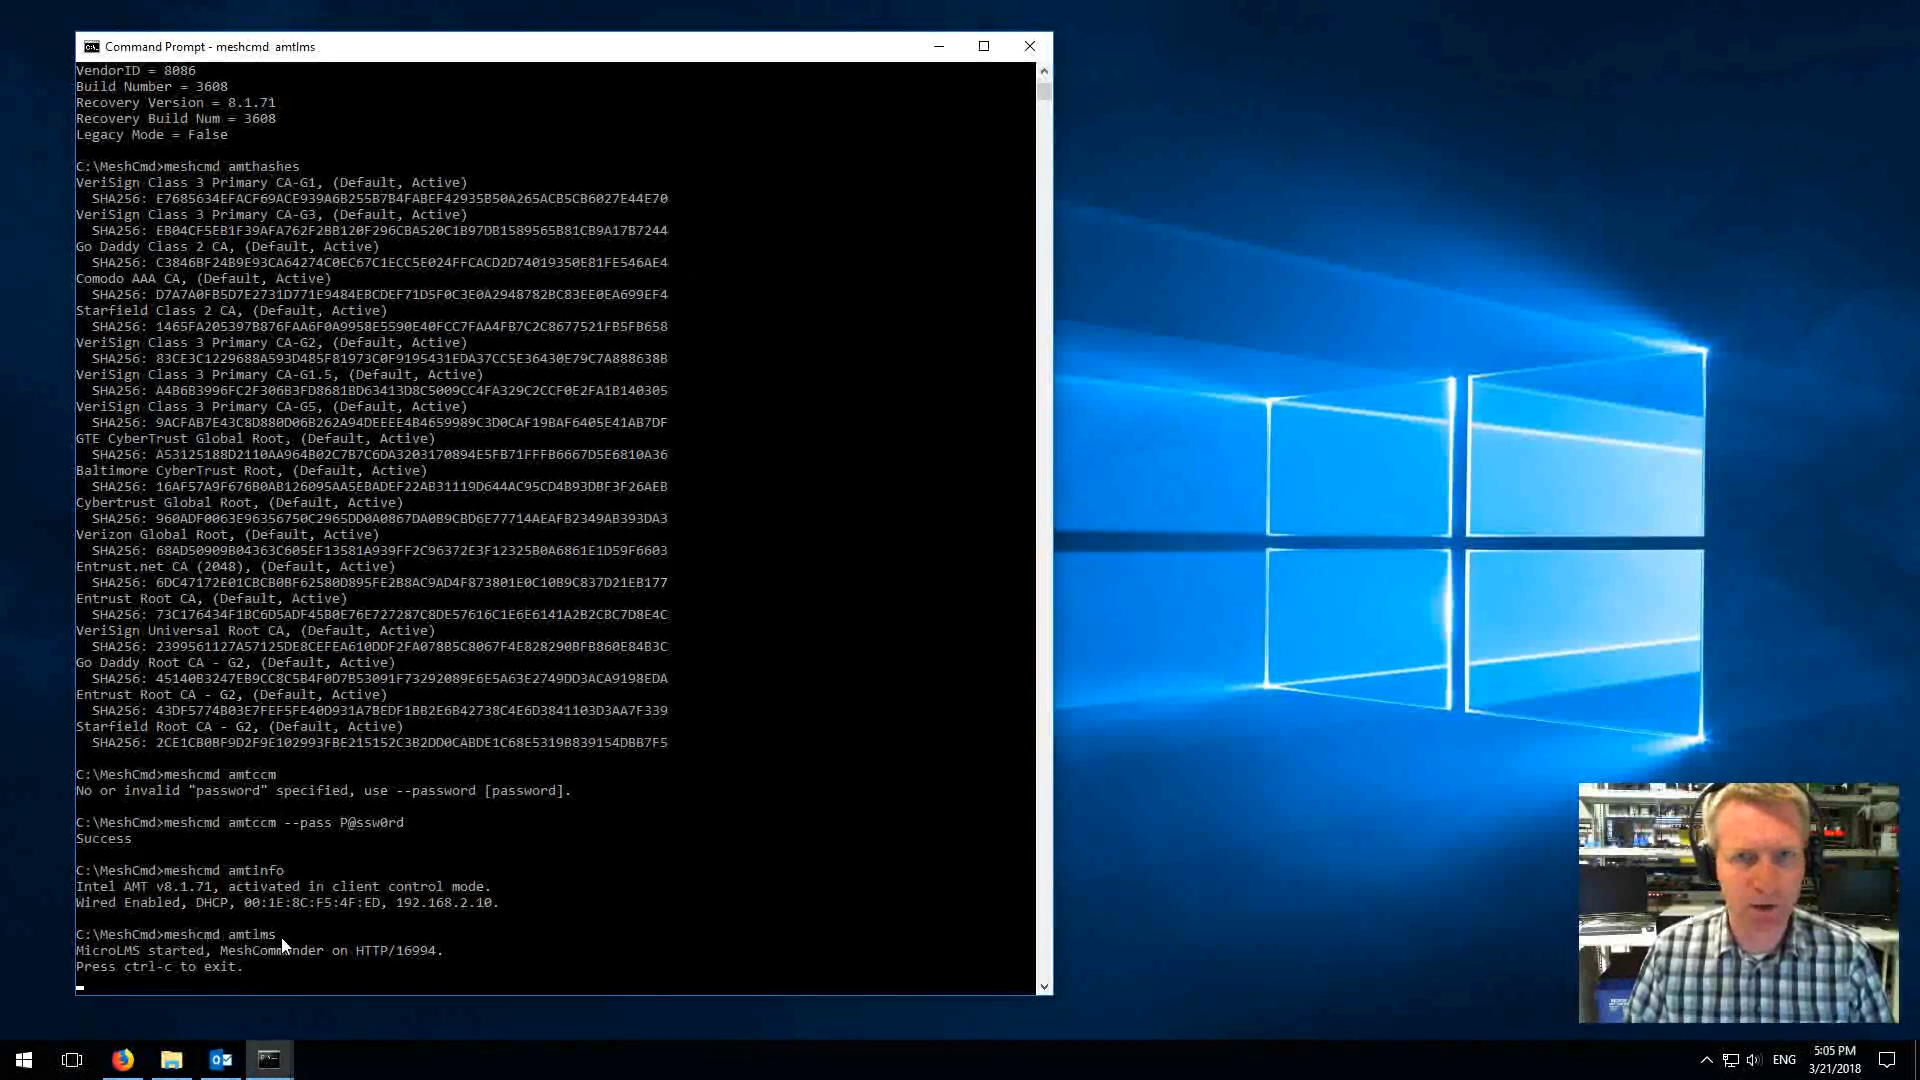 Command Prompt - meshcmd  amtlms
VendorID = 8086
Build Number = 3608
Recovery Version = 8.1.71
Recovery Build Num = 3608
Legacy Mode = False
C:\MeshCmd>meshcmd amthashes
VeriSign Class 3 Primary CA-G1, (Default, Active)
SHA256: E7685634EFACF69ACE939A6B255B7B4FABEF42935B50A265ACB5CB6027E44E70
VeriSign Class 3 Primary CA-G3, (Default, Active)
SHA256: EB04CF5EB1F39AFA762F2BB120F296CBA520C1B97DB1589565B81CB9A17B7244
Go Daddy Class 2 CA, (Default, Active)
SHA256: C3846BF24B9E93CA64274C0EC67C1ECC5E024FFCACD2D74019350E81FE546AE4
Comodo AAA CA, (Default, Active)
SHA256: D7A7A0FB5D7E2731D771E9484EBCDEF71D5F0C3E0A2948782BC83EE0EA699EF4
Starfield Class 2 CA, (Default, Active)
SHA256: 1465FA205397B876FAA6F0A9958E5590E40FCC7FAA4FB7C2C8677521FB5FB658
VeriSign Class 3 Primary CA-G2, (Default, Active)
SHA256: 83CE3C1229688A593D485F81973C0F9195431EDA37CC5E36430E79C7A888638B
VeriSign Class 3 Primary CA-G1.5, (Default, Active)
SHA256: A4B6B3996FC2F306B3FD8681BD63413D8C5009CC4FA329C2CCF0E2FA1B140305
VeriSign Class 3 Primary CA-G5, (Default, Active)
SHA256: 9ACFAB7E43C8D880D06B262A94DEEEE4B4659989C3D0CAF19BAF6405E41AB7DF
GTE CyberTrust Global Root, (Default, Active)
SHA256: A53125188D2110AA964B02C7B7C6DA3203170894E5FB71FFFB6667D5E6810A36
Baltimore CyberTrust Root, (Default, Active)
SHA256: 16AF57A9F676B0AB126095AA5EBADEF22AB31119D644AC95CD4B93DBF3F26AEB
Cybertrust Global Root, (Default, Active)
SHA256: 960ADF0063E96356750C2965DD0A0867DA0B9CBD6E77714AEAFB2349AB393DA3
Verizon Global Root, (Default, Active)
SHA256: 68AD50909B04363C605EF13581A939FF2C96372E3F12325B0A6861E1D59F6603
Entrust.net CA (2048), (Default, Active)
SHA256: 6DC47172E01CBCB0BF62580D895FE2B8AC9AD4F873801E0C10B9C837D21EB177
Entrust Root CA, (Default, Active)
SHA256: 73C176434F1BC6D5ADF45B0E76E727287C8DE57616C1E6E6141A2B2CBC7D8E4C
VeriSign Universal Root CA, (Default, Active)
SHA256: 2399561127A57125DE8CEFEA610DDF2FA078B5C8067F4E828290BFB860E84B3C
Go Daddy Root CA - G2, (Default, Active)
SHA256: 45140B3247EB9CC8C5B4F0D7B53091F73292089E6E5A63E2749DD3ACA9198EDA
Entrust Root CA - G2, (Default, Active)
SHA256: 43DF5774B03E7FEF5FE40D931A7BEDF1BB2E6B42738C4E6D3841103D3AA7F339
Starfield Root CA - G2, (Default, Active)
SHA256: 2CE1CB0BF9D2F9E102993FBE215152C3B2DD0CABDE1C68E5319B839154DBB7F5
C:\MeshCmd>meshcmd amtccm
No or invalid "password" specified, use --password [password].
C:\MeshCmd>meshcmd amtccm --pass P@ssw0rd
Success
C:\MeshCmd>meshcmd amtinfo
Intel AMT v8.1.71, activated in client control mode.
Wired Enabled, DHCP, 00:1E:8C:F5:4F:ED, 192.168.2.10.
C:\MeshCmd>meshcmd amtlms
MicroLMS started, MeshCommander on HTTP/16994.
Press ctrl-c to exit.
ENG
5:05 PM
3/21/2018